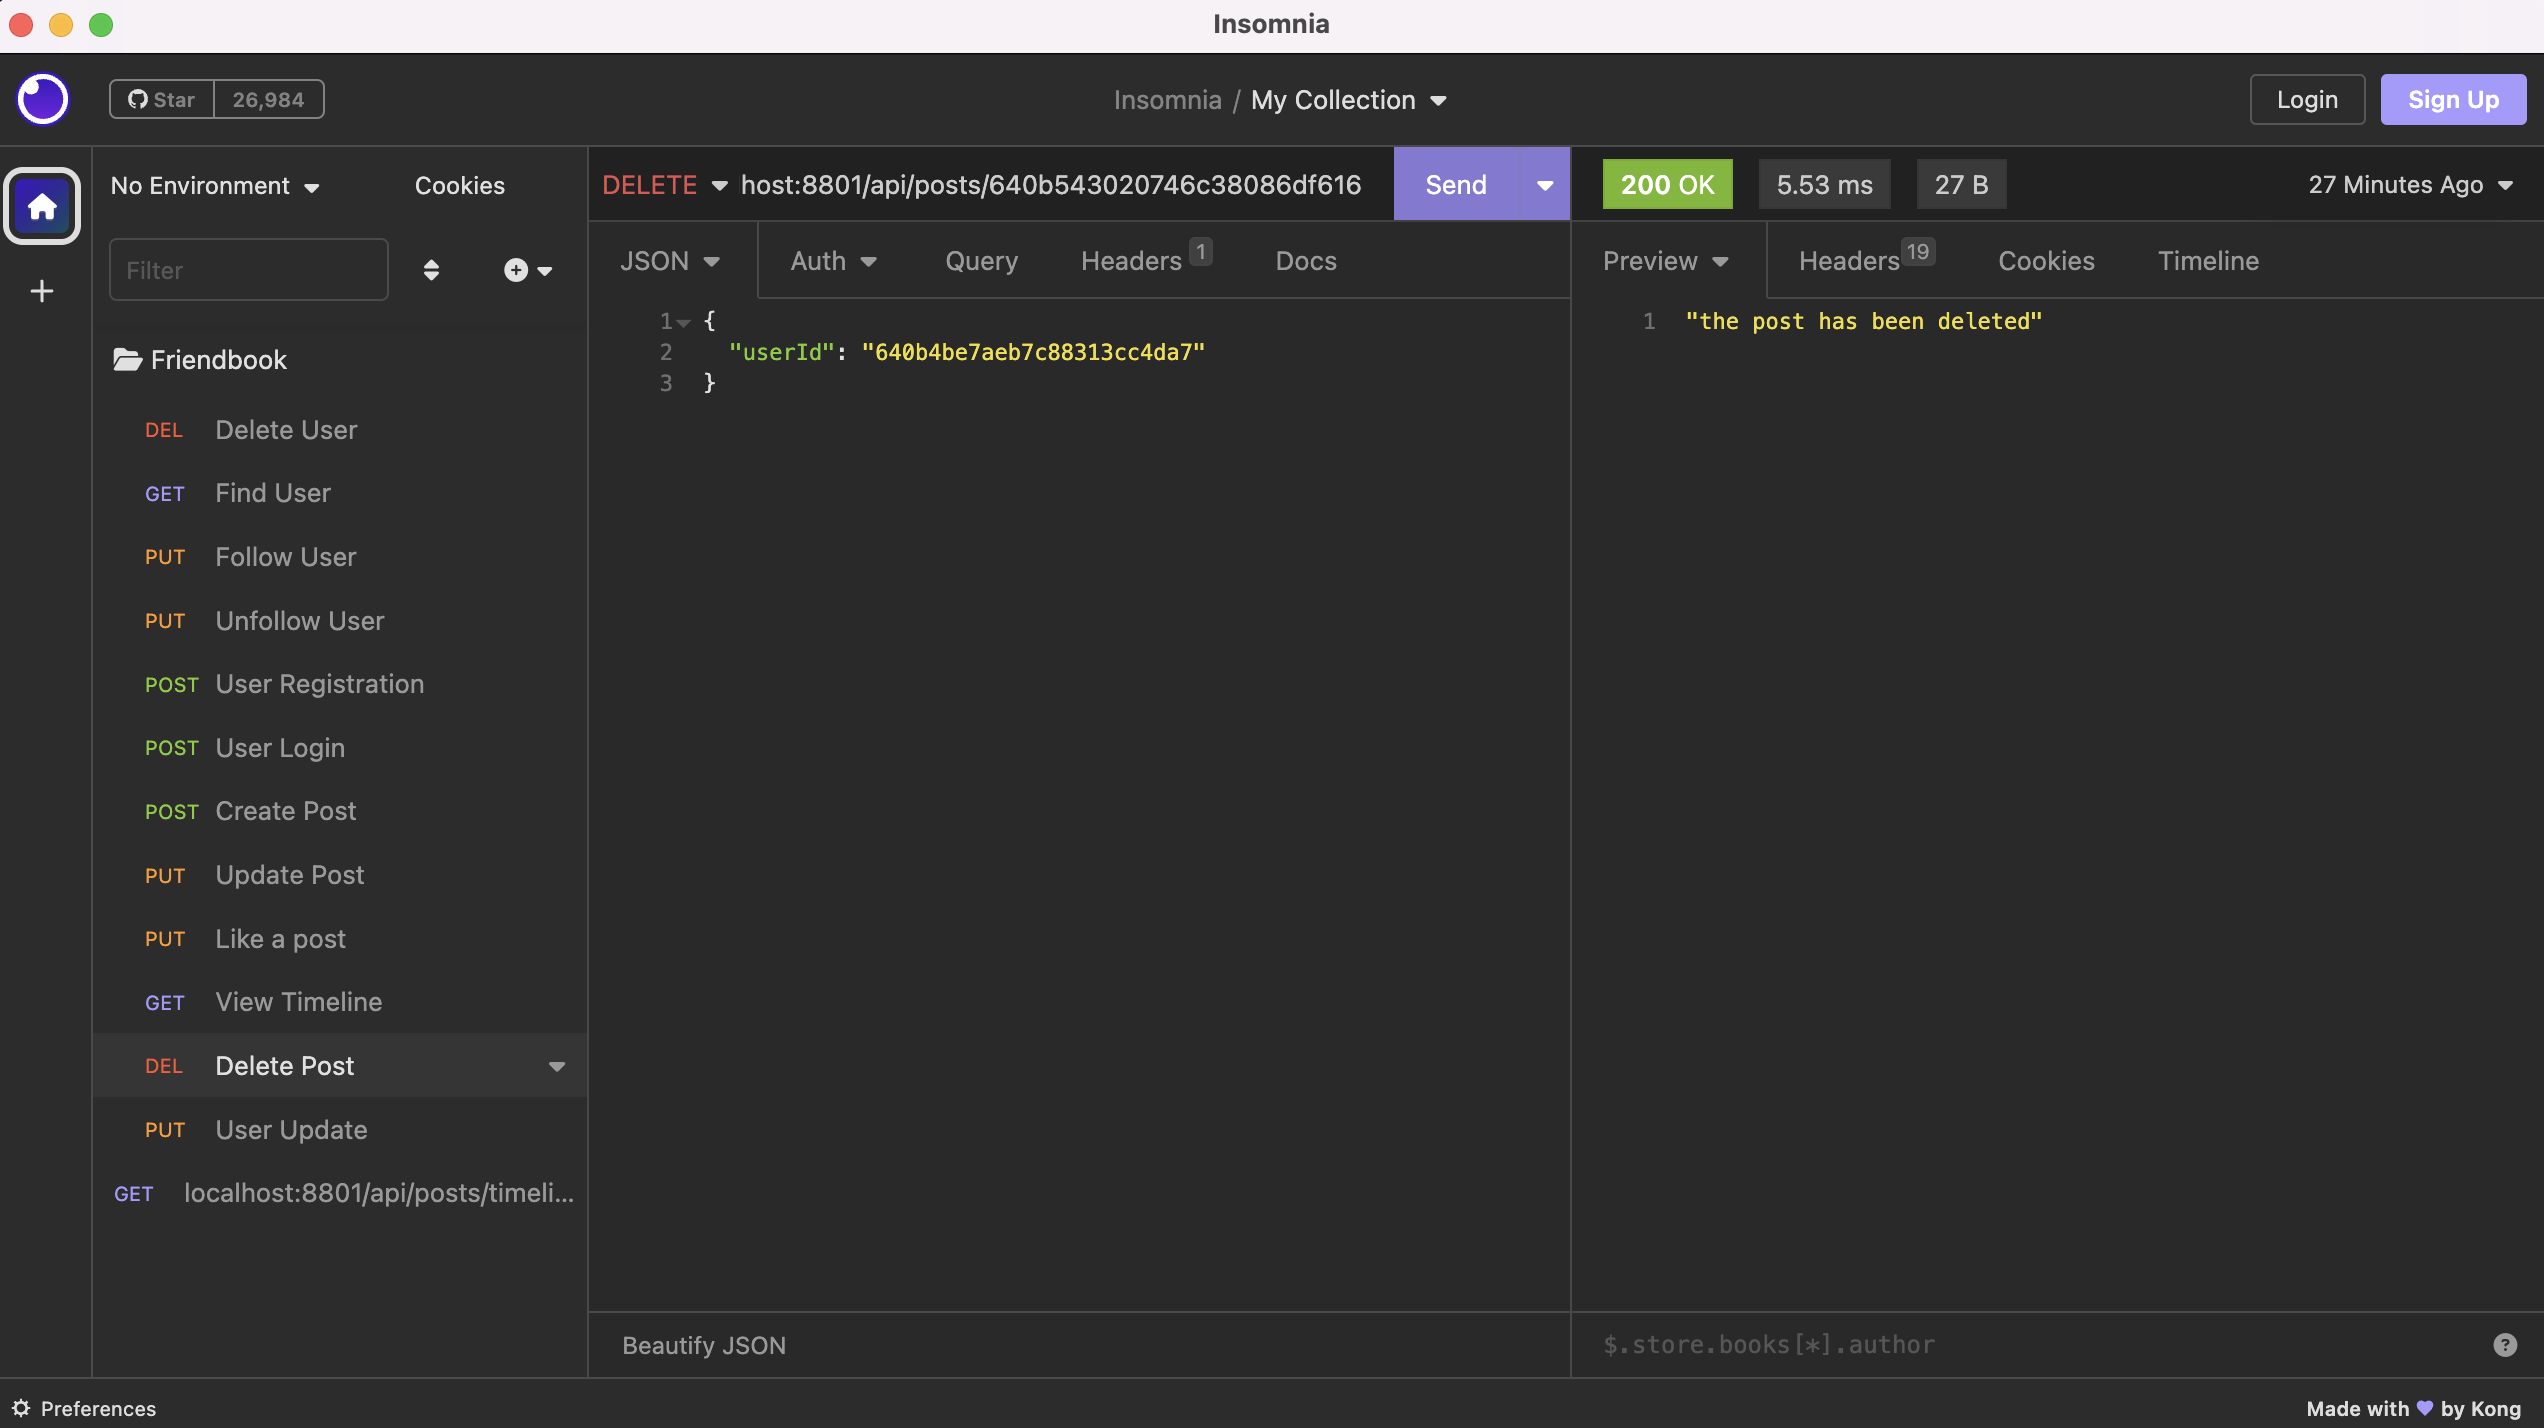 Insomnia
Star 26,984
Insomnia / My Collection
Login
Sign Up
No Environment
Cookies
Filter
Friendbook
DEL Delete User
GET Find User
PUT Follow User
PUT Unfollow User
POST User Registration
POST User Login
POST Create Post
PUT Update Post
PUT Like a post
GET View Timeline
DEL Delete Post
PUT User Update
GET localhost:8801/api/posts/timeli...
DELETE host:8801/api/posts/640b543020746c38086df616 Send
JSON Auth Query Headers 1 Docs
1 {
2 "userId": "640b4be7aeb7c88313cc4da7"
3 }
Beautify JSON
200 OK 5.53 ms 27 B 27 Minutes Ago
Preview Headers 19 Cookies Timeline
1 "the post has been deleted"
$.store.books[*].author
?
Preferences
Made with by Kong